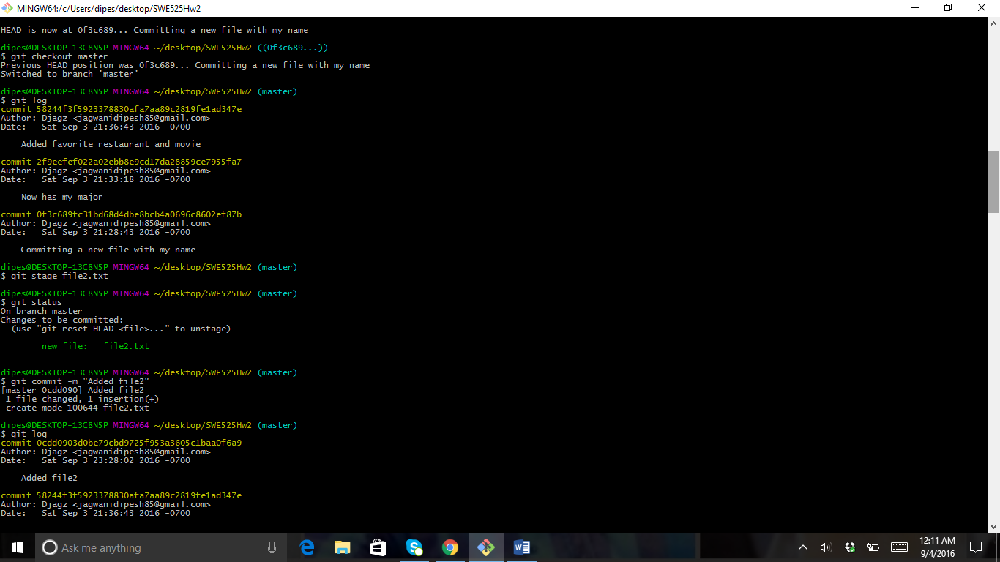 MINGW64:/c/Users/dipes/desktop/SWE525Hw2
HEAD is now at 0f3c689... Committing a new file with my name
dipes@DESKTOP-13C8N5P MINGW64 ~/desktop/SWE525Hw2 ((0f3c689...))
$ git checkout master
Previous HEAD position was 0f3c689... Committing a new file with my name
Switched to branch 'master'
dipes@DESKTOP-13C8N5P MINGW64 ~/desktop/SWE525Hw2 (master)
$ git log
commit 58244f3f5923378830afa7aa89c2819fe1ad347e
Author: Djagz <jagwanidipesh85@gmail.com>
Date:   Sat Sep 3 21:36:43 2016 -0700
    Added favorite restaurant and movie
commit 2f9eefef022a02ebb8e9cd17da28859ce7955fa7
Author: Djagz <jagwanidipesh85@gmail.com>
Date:   Sat Sep 3 21:33:18 2016 -0700
    Now has my major
commit 0f3c689fc31bd68d4dbe8bcb4a0696c8602ef87b
Author: Djagz <jagwanidipesh85@gmail.com>
Date:   Sat Sep 3 21:28:43 2016 -0700
    Committing a new file with my name
dipes@DESKTOP-13C8N5P MINGW64 ~/desktop/SWE525Hw2 (master)
$ git stage file2.txt
dipes@DESKTOP-13C8N5P MINGW64 ~/desktop/SWE525Hw2 (master)
$ git status
On branch master
Changes to be committed:
  (use "git reset HEAD <file>..." to unstage)
        new file:   file2.txt
dipes@DESKTOP-13C8N5P MINGW64 ~/desktop/SWE525Hw2 (master)
$ git commit -m "Added file2"
[master 0cdd090] Added file2
 1 file changed, 1 insertion(+)
 create mode 100644 file2.txt
dipes@DESKTOP-13C8N5P MINGW64 ~/desktop/SWE525Hw2 (master)
$ git log
commit 0cdd0903d0be79cbd9725f953a3605c1baa0f6a9
Author: Djagz <jagwanidipesh85@gmail.com>
Date:   Sat Sep 3 23:28:02 2016 -0700
    Added file2
commit 58244f3f5923378830afa7aa89c2819fe1ad347e
Author: Djagz <jagwanidipesh85@gmail.com>
Date:   Sat Sep 3 21:36:43 2016 -0700
Ask me anything
12:11 AM
9/4/2016